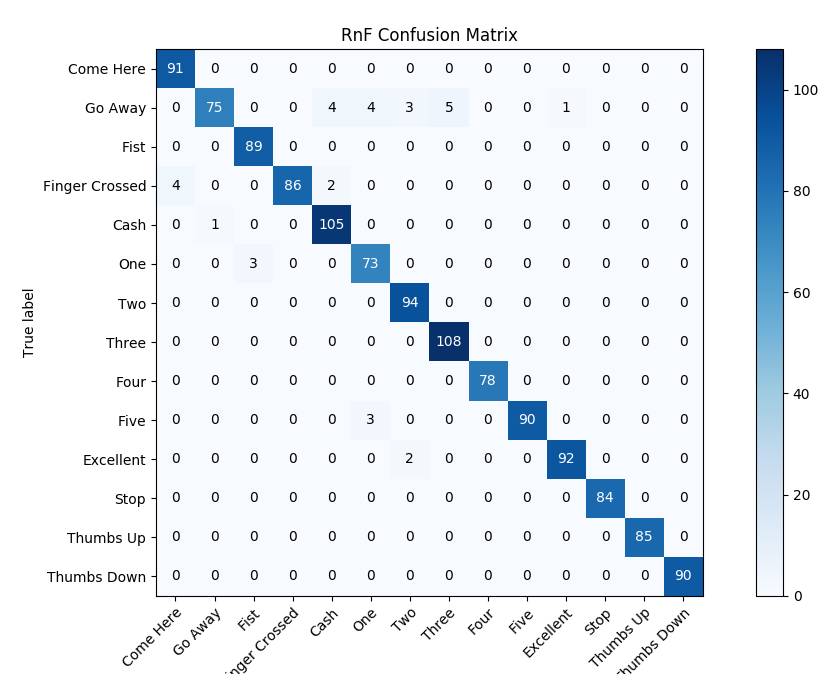 RnF Confusion Matrix
Come Here 91 0 0 0 0 0 0 0 0 0 0 0 0 0
Go Away 0 75 0 0 4 4 3 5 0 0 1 0 0 0
Fist 0 0 89 0 0 0 0 0 0 0 0 0 0 0
Finger Crossed 4 0 0 86 2 0 0 0 0 0 0 0 0 0
Cash 0 1 0 0 105 0 0 0 0 0 0 0 0 0
One 0 0 3 0 0 73 0 0 0 0 0 0 0 0
Two 0 0 0 0 0 0 94 0 0 0 0 0 0 0
Three 0 0 0 0 0 0 0 108 0 0 0 0 0 0
Four 0 0 0 0 0 0 0 0 78 0 0 0 0 0
Five 0 0 0 0 0 3 0 0 0 90 0 0 0 0
Excellent 0 0 0 0 0 0 2 0 0 0 92 0 0 0
Stop 0 0 0 0 0 0 0 0 0 0 0 84 0 0
Thumbs Up 0 0 0 0 0 0 0 0 0 0 0 0 85 0
Thumbs Down 0 0 0 0 0 0 0 0 0 0 0 0 0 90
True label
Come Here
Go Away
Fist
inger Crossed
Cash
One
Two
Three
Four
Five
Excellent
Stop
Thumbs Up
humbs Down
100
80
60
40
20
0